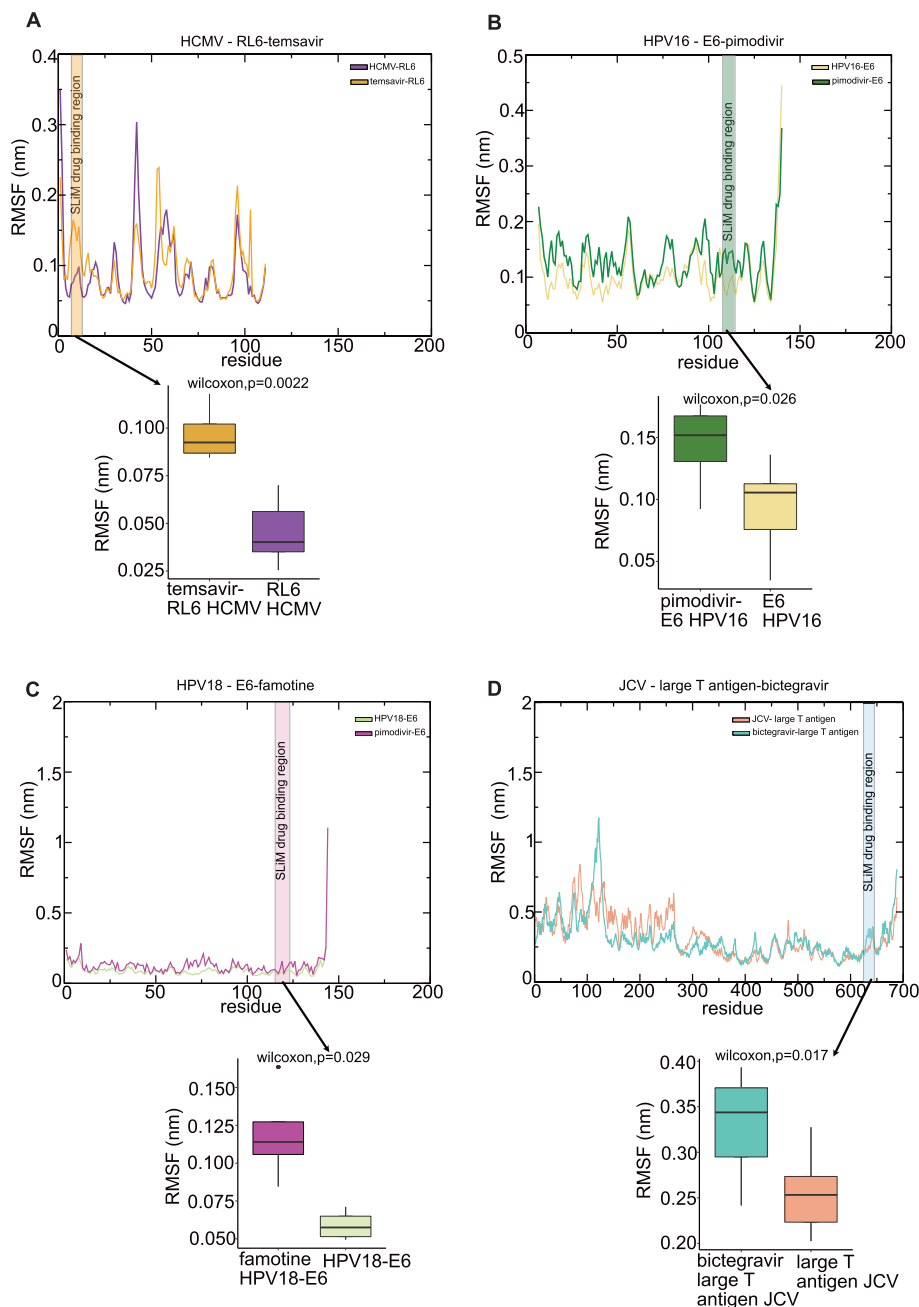 A
HCMV - RL6-temsavir
0.4
0.3
0.2
0.1
0
RMSF (nm)
HCMV-RL6
temsavir-RL6
SLiM drug binding region
0 50 100 150 200
residue
wilcoxon,p=0.0022
0.100
0.075
0.050
0.025
RMSF (nm)
temsavir- RL6
RL6 HCMV HCMV
B
HPV16 - E6-pimodivir
0.5
0.4
0.3
0.2
0.1
0
RMSF (nm)
HPV16-E6
pimodivir-E6
SLiM drug binding region
0 50 100 150 200
residue
wilcoxon,p=0.026
0.15
0.10
0.05
RMSF (nm)
pimodivir- E6
E6 HPV16 HPV16
C
HPV18 - E6-famotine
2
1.5
1
0.5
0
RMSF (nm)
HPV18-E6
pimodivir-E6
SLiM drug binding region
0 50 100 150 200
residue
wilcoxon,p=0.029
0.150
0.125
0.100
0.075
0.050
RMSF (nm)
famotine HPV18-E6
HPV18-E6
D
JCV - large T antigen-bictegravir
2
1.5
1
0.5
0
RMSF (nm)
JCV- large T antigen
bictegravir-large T antigen
SLiM drug binding region
0 100 200 300 400 500 600 700
residue
wilcoxon,p=0.017
0.40
0.35
0.30
0.25
0.20
RMSF (nm)
bictegravir large T
large T antigen JCV
antigen JCV